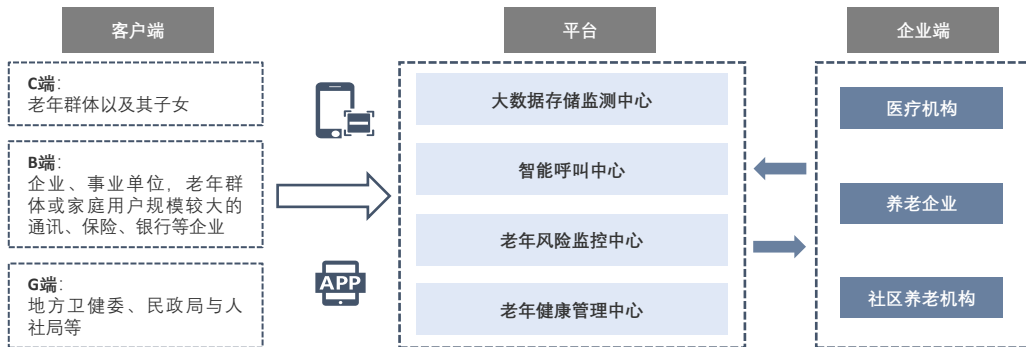 客户端
C端：
老年群体以及其子女
B端：
企业、事业单位，老年群
体或家庭用户规模较大的
通讯、保险、银行等企业
G端：
地方卫健委、民政局与人
社局等
APP
平台
大数据存储监测中心
智能呼叫中心
老年风险监控中心
老年健康管理中心
企业端
医疗机构
养老企业
社区养老机构